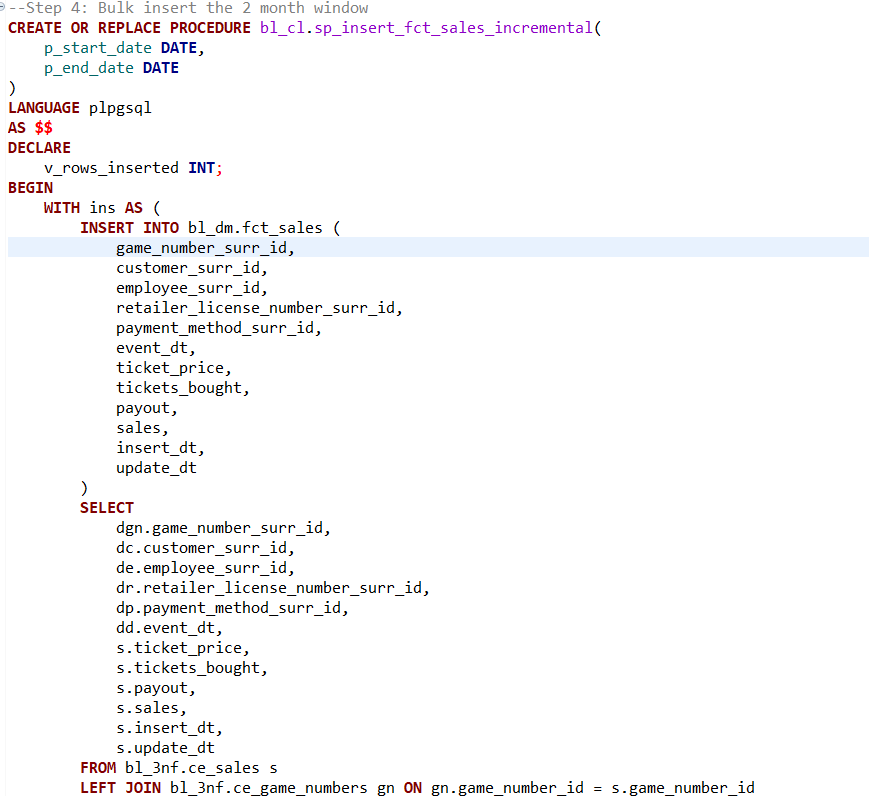 --Step 4: Bulk insert the 2 month window
CREATE OR REPLACE PROCEDURE bl_cl.sp_insert_fct_sales_incremental(
    p_start_date DATE,
    p_end_date DATE
)
LANGUAGE plpgsql
AS $$
DECLARE
    v_rows_inserted INT;
BEGIN
    WITH ins AS (
        INSERT INTO bl_dm.fct_sales (
            game_number_surr_id,
            customer_surr_id,
            employee_surr_id,
            retailer_license_number_surr_id,
            payment_method_surr_id,
            event_dt,
            ticket_price,
            tickets_bought,
            payout,
            sales,
            insert_dt,
            update_dt
        )
        SELECT
            dgn.game_number_surr_id,
            dc.customer_surr_id,
            de.employee_surr_id,
            dr.retailer_license_number_surr_id,
            dp.payment_method_surr_id,
            dd.event_dt,
            s.ticket_price,
            s.tickets_bought,
            s.payout,
            s.sales,
            s.insert_dt,
            s.update_dt
        FROM bl_3nf.ce_sales s
        LEFT JOIN bl_3nf.ce_game_numbers gn ON gn.game_number_id = s.game_number_id